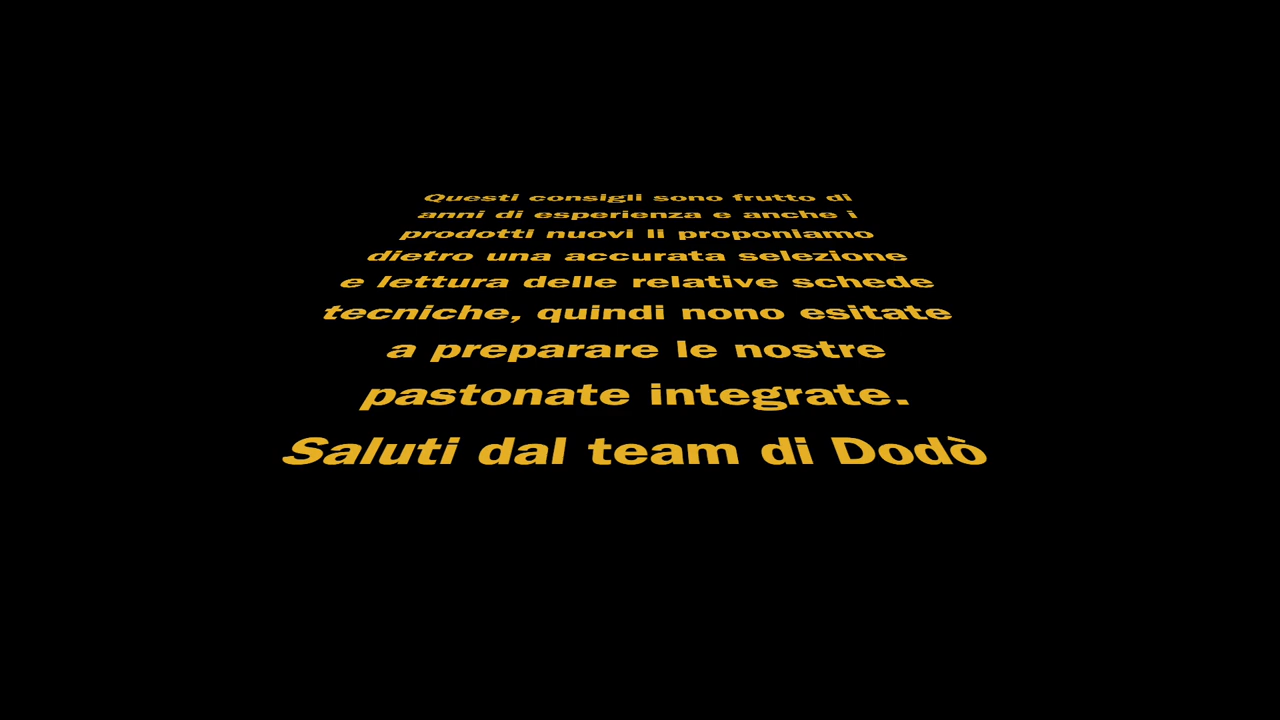 Questi consigli sono frutto di
anni di esperienza e anche i
prodotti nuovi li proponiamo
dietro una accurata selezione
e lettura delle relative schede
tecniche, quindi nono esitate
a preparare le nostre
pastonate integrate.
Saluti dal team di Dodò